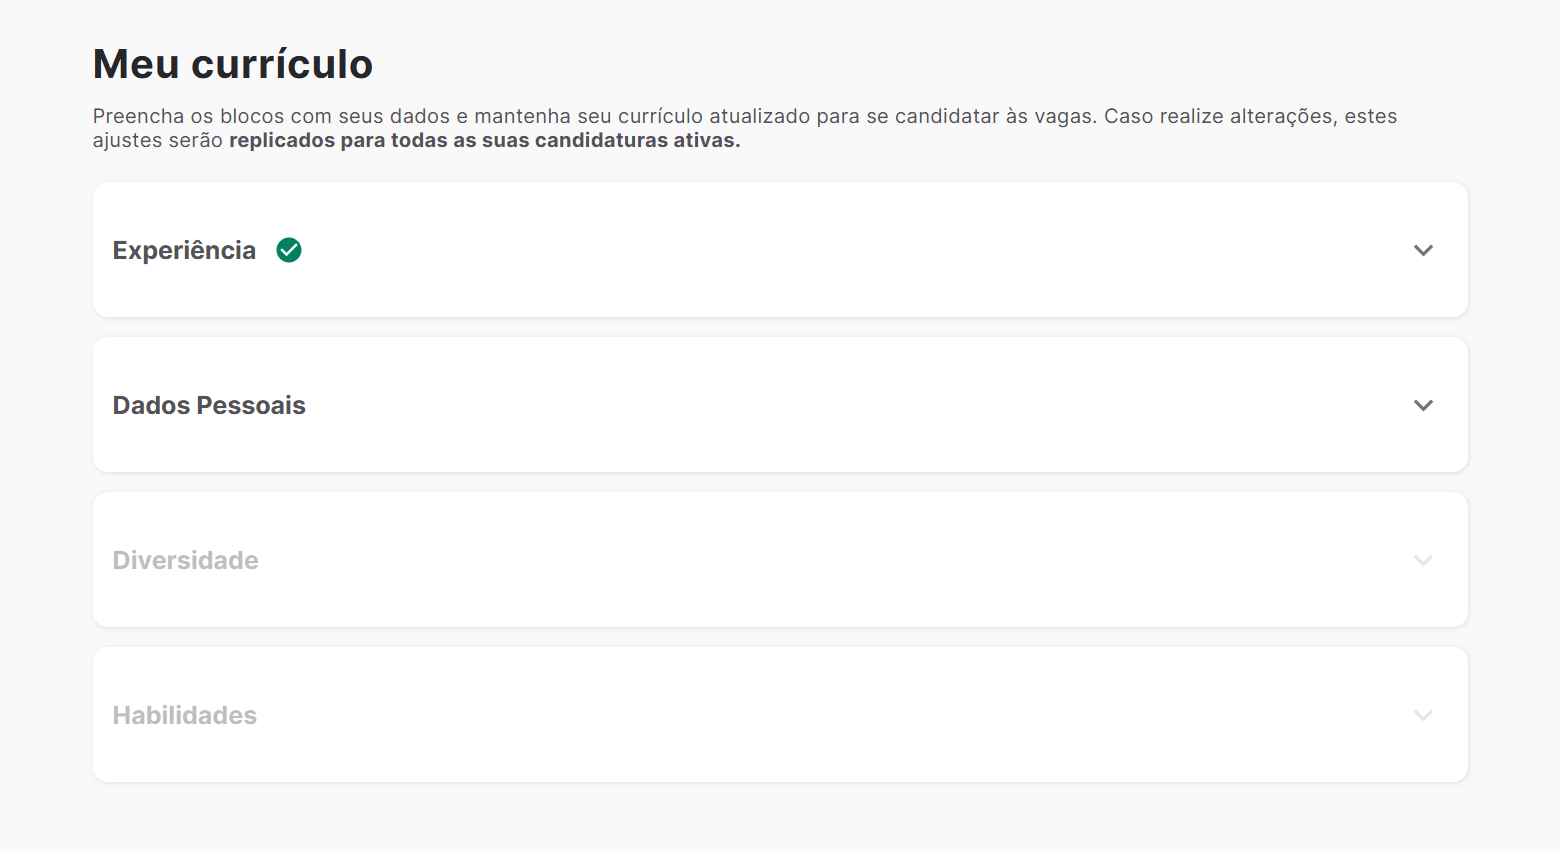 Meu currículo
Preencha os blocos com seus dados e mantenha seu currículo atualizado para se candidatar às vagas. Caso realize alterações, estes
ajustes serão replicados para todas as suas candidaturas ativas.
Experiência
Dados Pessoais
Diversidade
Habilidades